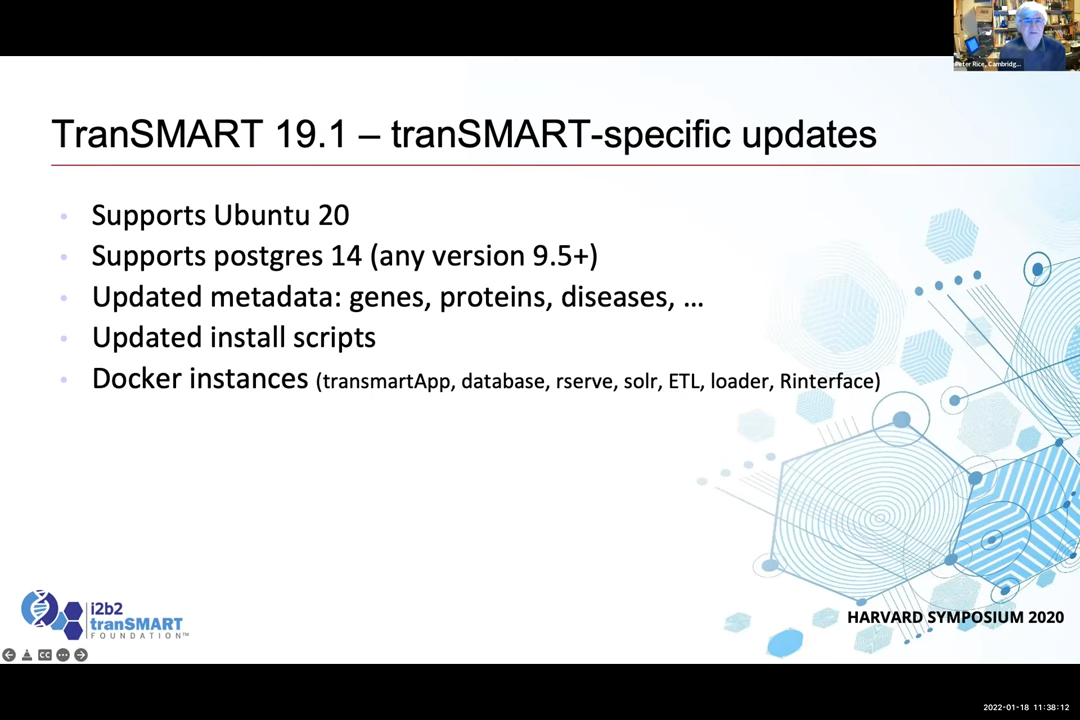 Peter Rice, Cambridg...
TranSMART 19.1 – tranSMART-specific updates
• Supports Ubuntu 20
• Supports postgres 14 (any version 9.5+)
• Updated metadata: genes, proteins, diseases, …
• Updated install scripts
• Docker instances (transmartApp, database, rserve, solr, ETL, loader, Rinterface)
i2b2
tranSMART
FOUNDATION™
HARVARD SYMPOSIUM 2020
CC
2022-01-18 11:38:12